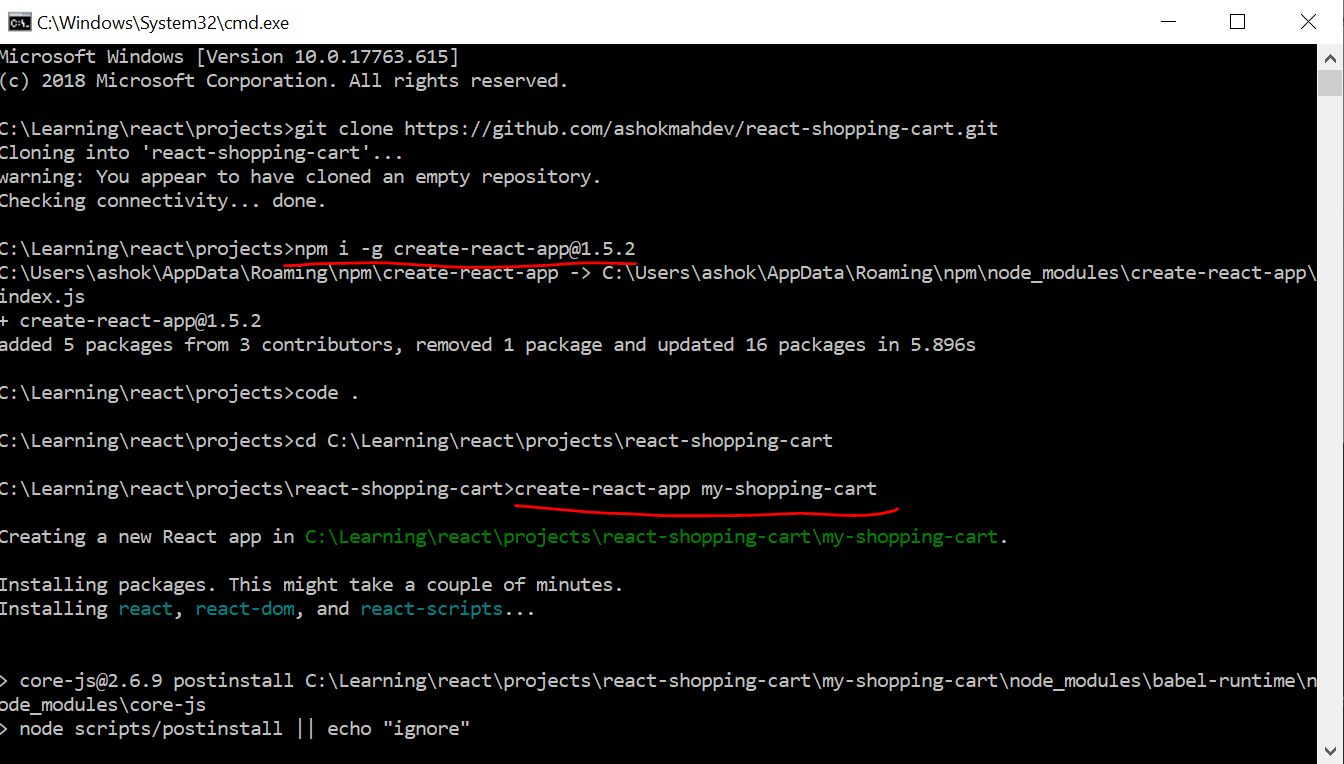 C:\Windows\System32\cmd.exe
Microsoft Windows [Version 10.0.17763.615]
(c) 2018 Microsoft Corporation. All rights reserved.
C:\Learning\react\projects>git clone https://github.com/ashokmahdev/react-shopping-cart.git
Cloning into 'react-shopping-cart'...
warning: You appear to have cloned an empty repository.
Checking connectivity... done.
C:\Learning\react\projects>npm i -g create-react-app@1.5.2
C:\Users\ashok\AppData\Roaming\npm\create-react-app -> C:\Users\ashok\AppData\Roaming\npm\node_modules\create-react-app\
index.js
+ create-react-app@1.5.2
added 5 packages from 3 contributors, removed 1 package and updated 16 packages in 5.896s
C:\Learning\react\projects>code .
C:\Learning\react\projects>cd C:\Learning\react\projects\react-shopping-cart
C:\Learning\react\projects\react-shopping-cart>create-react-app my-shopping-cart
Creating a new React app in C:\Learning\react\projects\react-shopping-cart\my-shopping-cart.
Installing packages. This might take a couple of minutes.
Installing react, react-dom, and react-scripts...
> core-js@2.6.9 postinstall C:\Learning\react\projects\react-shopping-cart\my-shopping-cart\node_modules\babel-runtime\n
ode_modules\core-js
> node scripts/postinstall || echo "ignore"